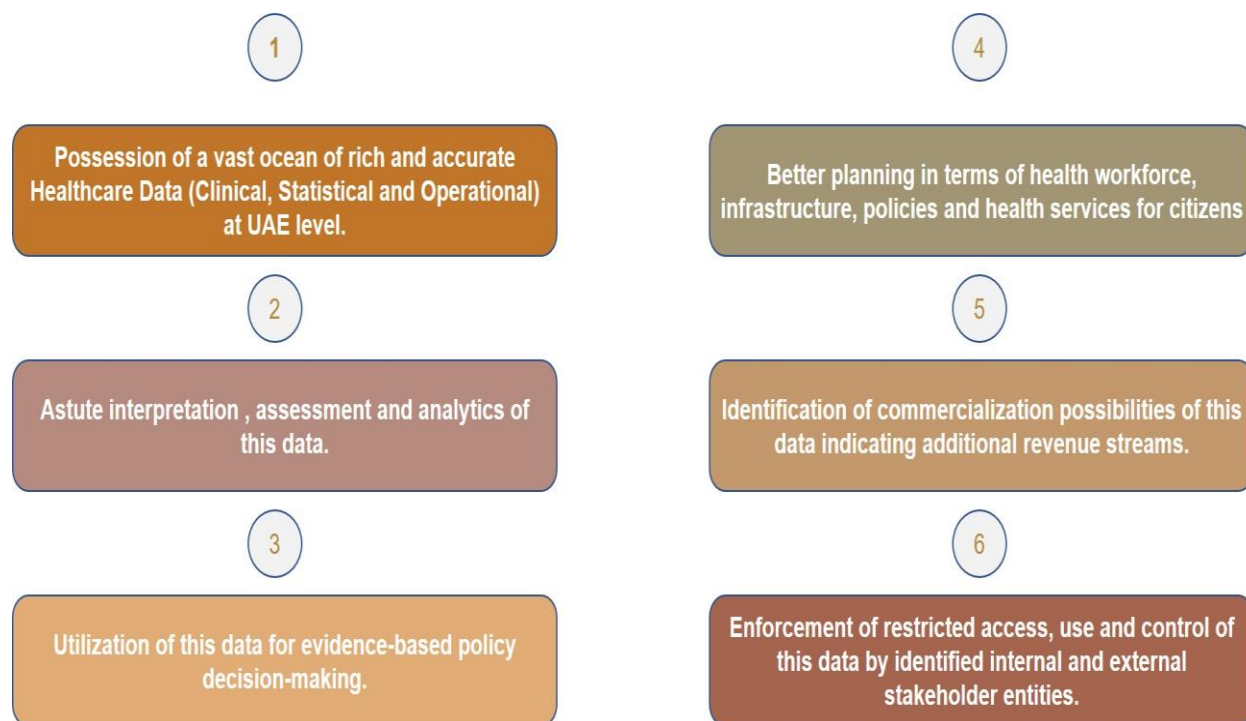 1
Possession of a vast ocean of rich and accurate
Healthcare Data (Clinical, Statistical and Operational)
at UAE level.
2
Astute interpretation , assessment and analytics of
this data.
3
Utilization of this data for evidence-based policy
decision-making.
4
Better planning in terms of health workforce,
infrastructure, policies and health services for citizens
5
Identification of commercialization possibilities of this
data indicating additional revenue streams.
6
Enforcement of restricted access, use and control of
this data by identified internal and external
stakeholder entities.